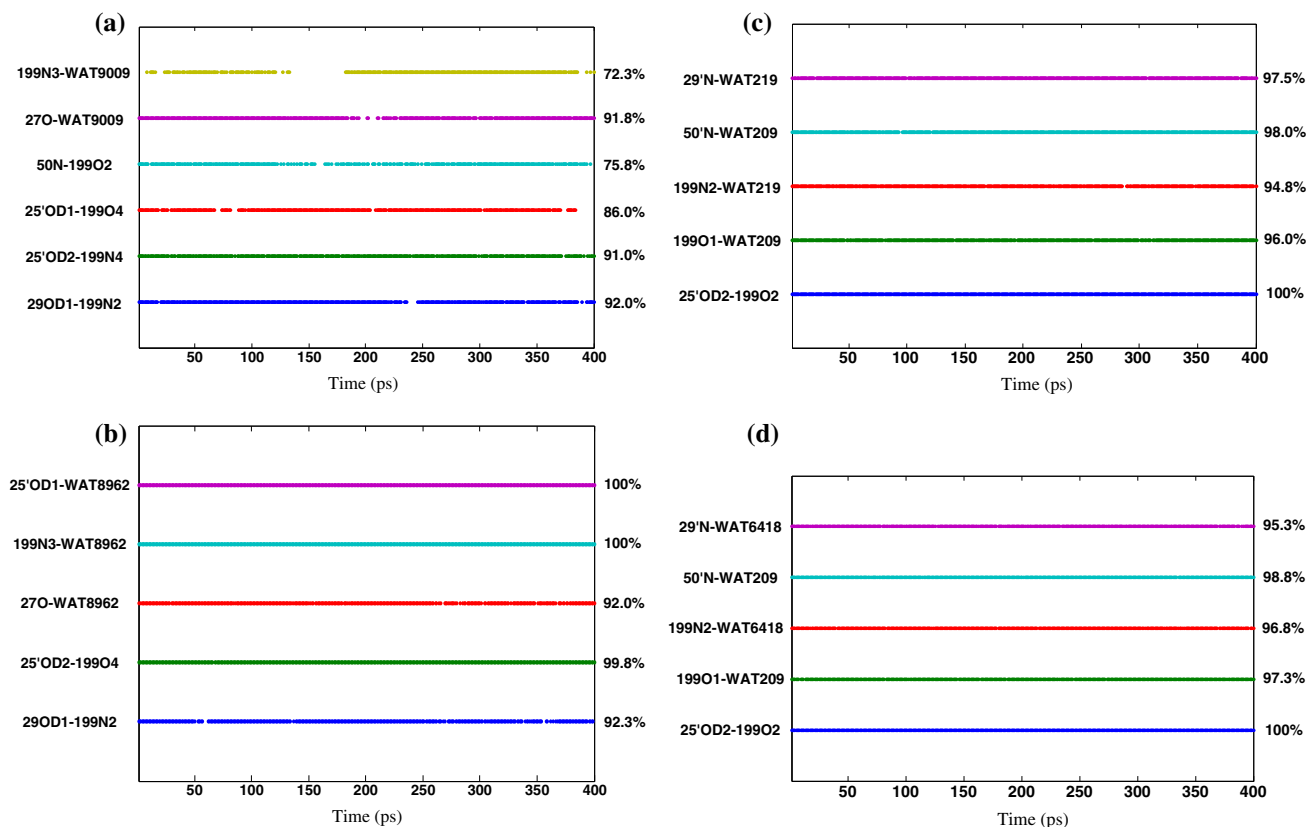 (a)
199N3-WAT9009 72.3%
27O-WAT9009 91.8%
50N-199O2 75.8%
25'OD1-199O4 86.0%
25'OD2-199N4 91.0%
29OD1-199N2 92.0%
50 100 150 200 250 300 350 400
Time (ps)
(b)
25'OD1-WAT8962 100%
199N3-WAT8962 100%
27O-WAT8962 92.0%
25'OD2-199O4 99.8%
29OD1-199N2 92.3%
50 100 150 200 250 300 350 400
Time (ps)
(c)
29'N-WAT219 97.5%
50'N-WAT209 98.0%
199N2-WAT219 94.8%
199O1-WAT209 96.0%
25'OD2-199O2 100%
50 100 150 200 250 300 350 400
Time (ps)
(d)
29'N-WAT6418 95.3%
50'N-WAT209 98.8%
199N2-WAT6418 96.8%
199O1-WAT209 97.3%
25'OD2-199O2 100%
50 100 150 200 250 300 350 400
Time (ps)